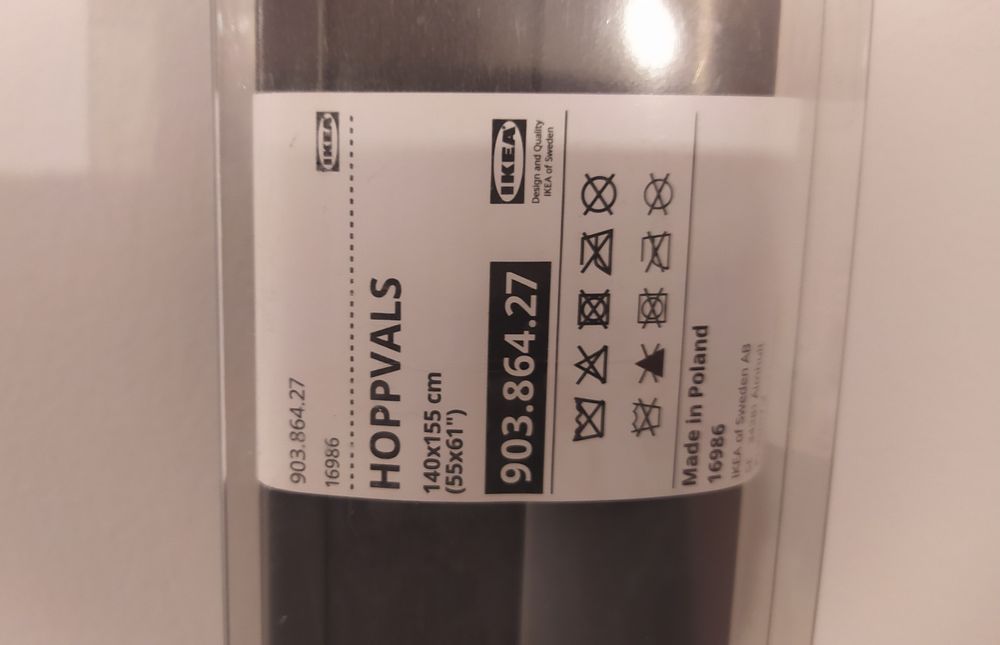 903.864.27
16986
IKEA
HOPPVALS
140x155 cm
(55x61")
903.864.27
IKEA
Design and Quality
IKEA of Sweden
Made in Poland
16986
IKEA of Sweden AB